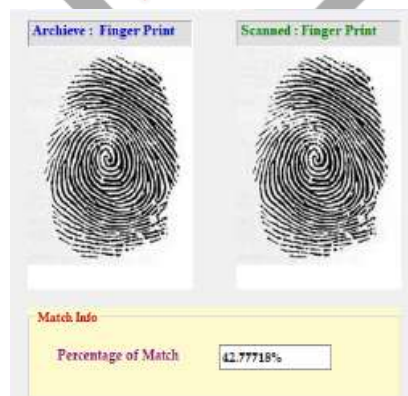 Archieve : Finger Print
Scanned : Finger Print
Match Info
Percentage of Match 42.77718%